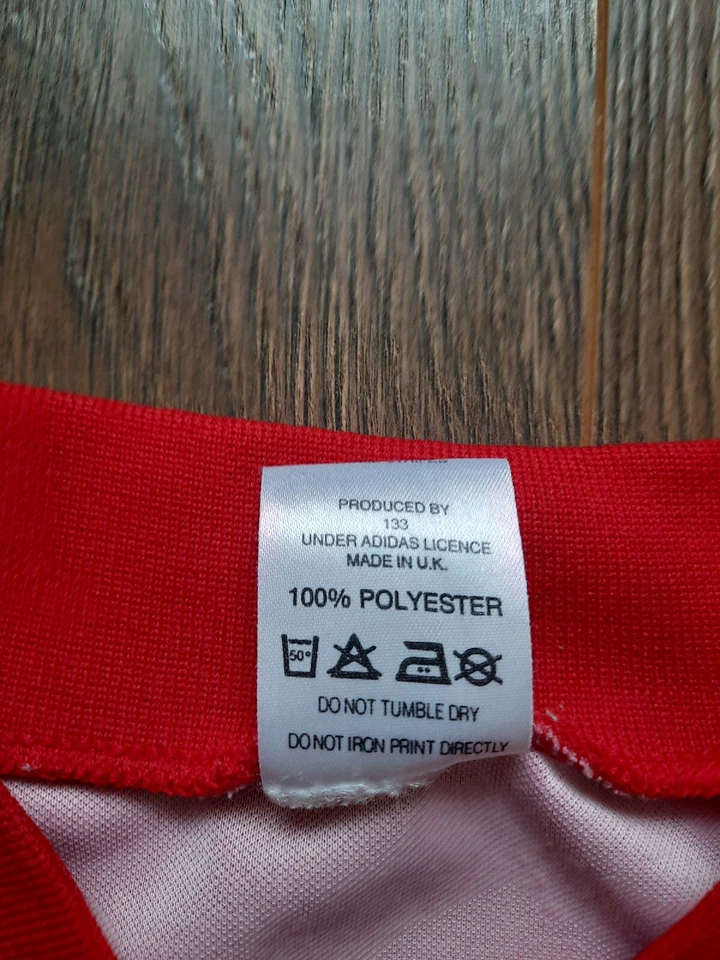 PRODUCED BY
133
UNDER ADIDAS LICENCE
MADE IN U.K.
100% POLYESTER
50°
DO NOT TUMBLE DRY
DO NOT IRON PRINT DIRECTLY